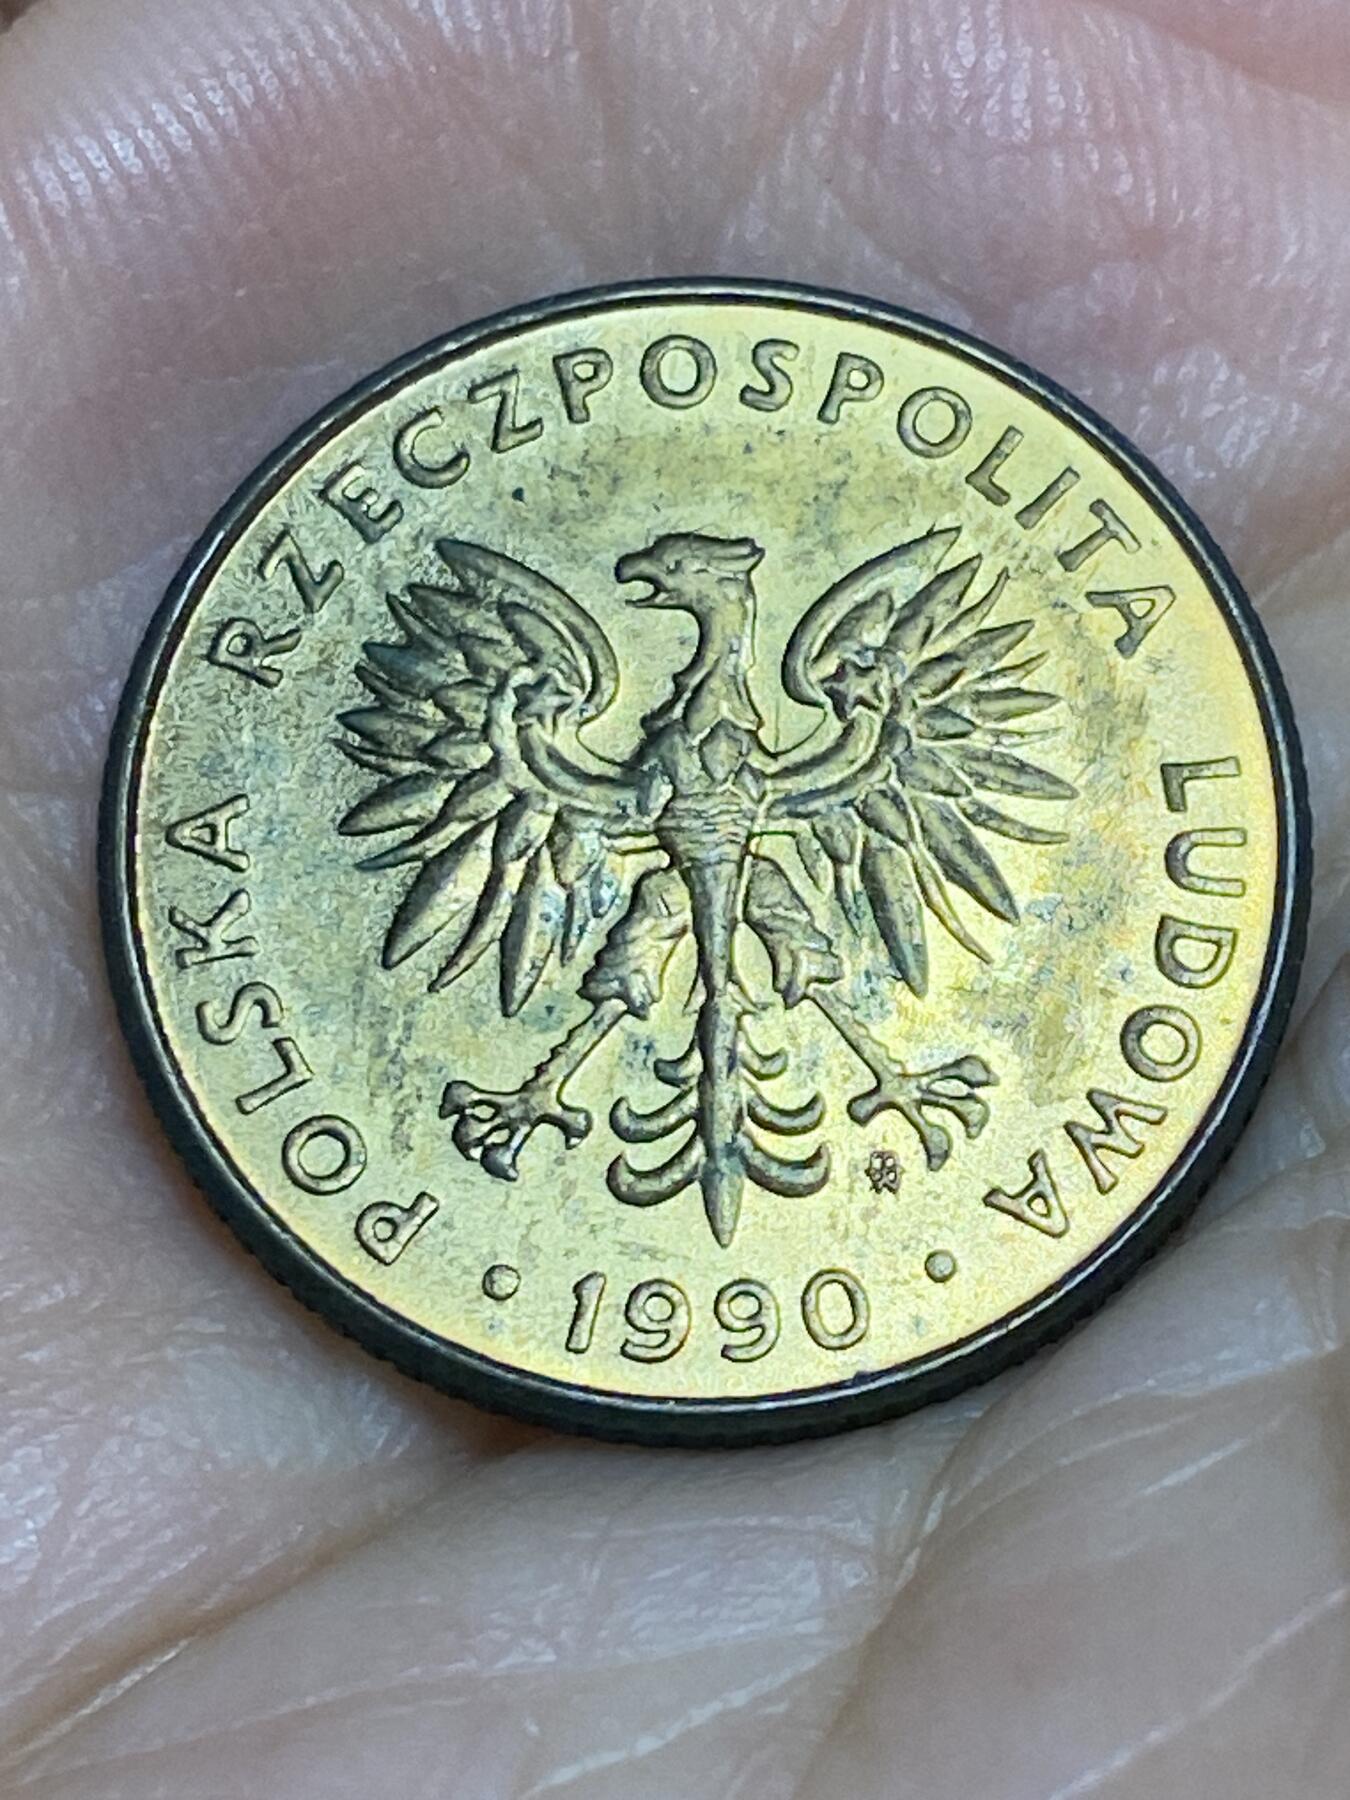 POLSKA RZECZPOSPOLITA LUDOWA
• 1990 •